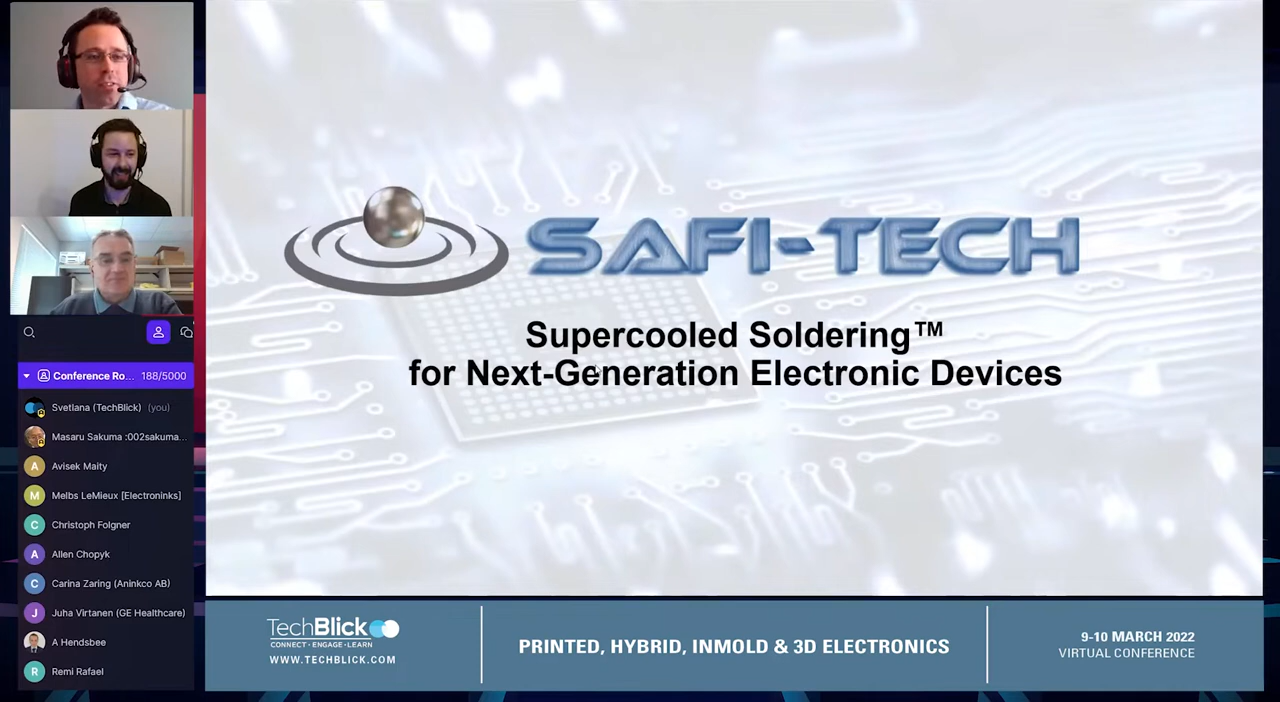 SAFI-TECH
Supercooled Soldering™
for Next-Generation Electronic Devices
Conference Ro... 188/5000
Svetlana (TechBlick) (you)
Masaru Sakuma :002sakuma...
Avisek Maity
A
Melbs LeMieux [Electroninks]
M
Christoph Folgner
C
Allen Chopyk
A
Carina Zaring (Aninkco AB)
C
Juha Virtanen (GE Healthcare)
J
A Hendsbee
Remi Rafael
R
TechBlick
CONNECT • ENGAGE • LEARN
WWW.TECHBLICK.COM
PRINTED, HYBRID, INMOLD & 3D ELECTRONICS
9-10 MARCH 2022
VIRTUAL CONFERENCE